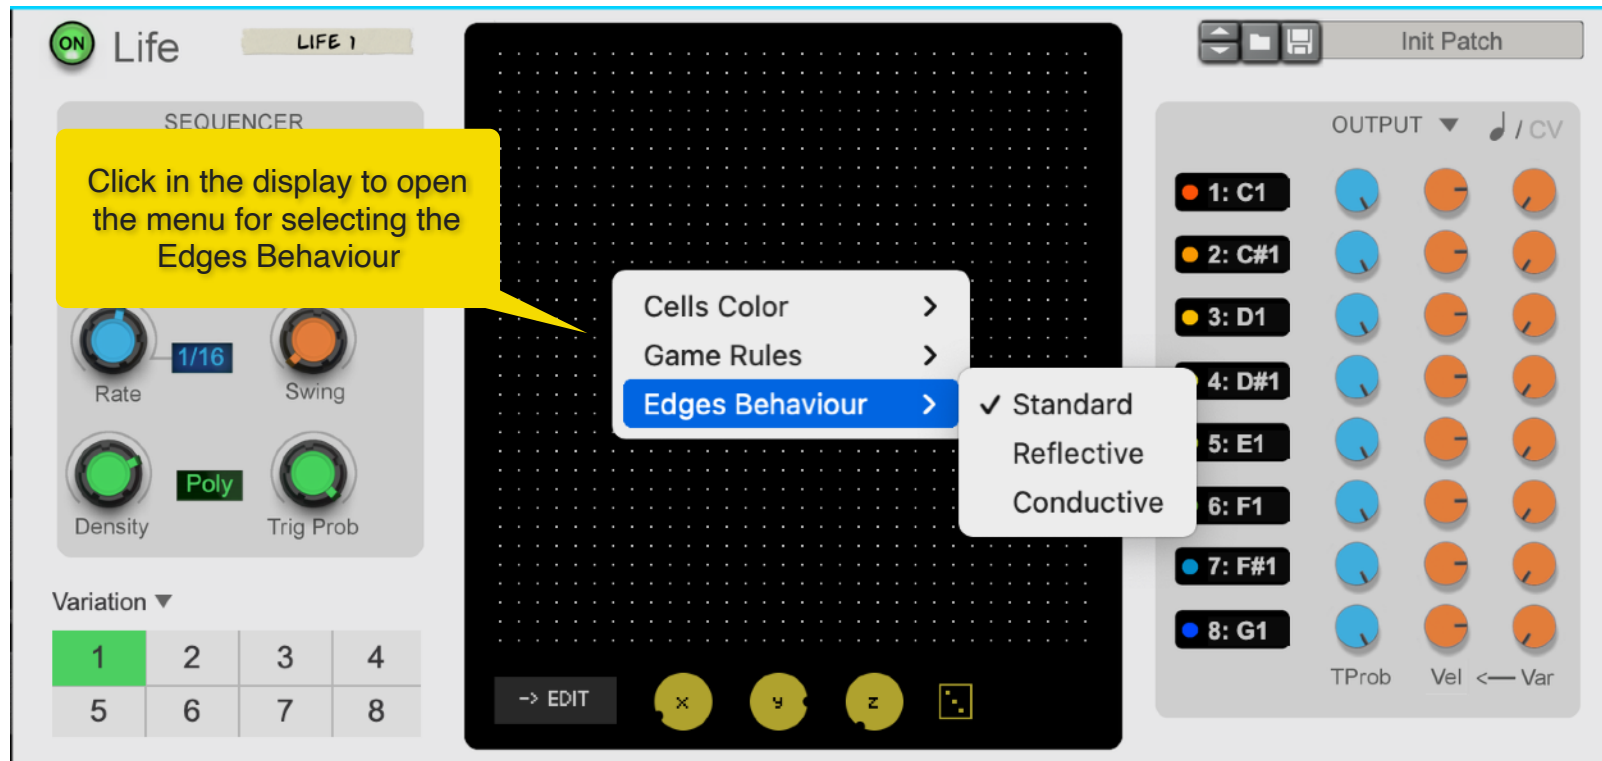 ON
Life
LIFE 1
Init Patch
SEQUENCER
Click in the display to open
the menu for selecting the
Edges Behaviour
1/16
Rate
Swing
Poly
Density
Trig Prob
Variation
1 2 3 4
5 6 7 8
Cells Color
Game Rules
Edges Behaviour
Standard
Reflective
Conductive
-> EDIT
x
y
z
OUTPUT
/ CV
1: C1
2: C#1
3: D1
4: D#1
5: E1
6: F1
7: F#1
8: G1
TProb
Vel <— Var